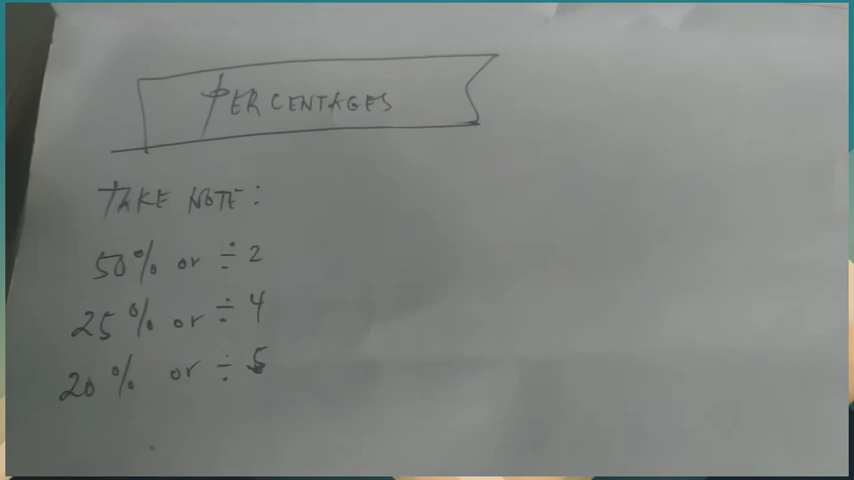 PERCENTAGES
TAKE NOTE:
50% or ÷ 2
25% or ÷ 4
20% or ÷ 5